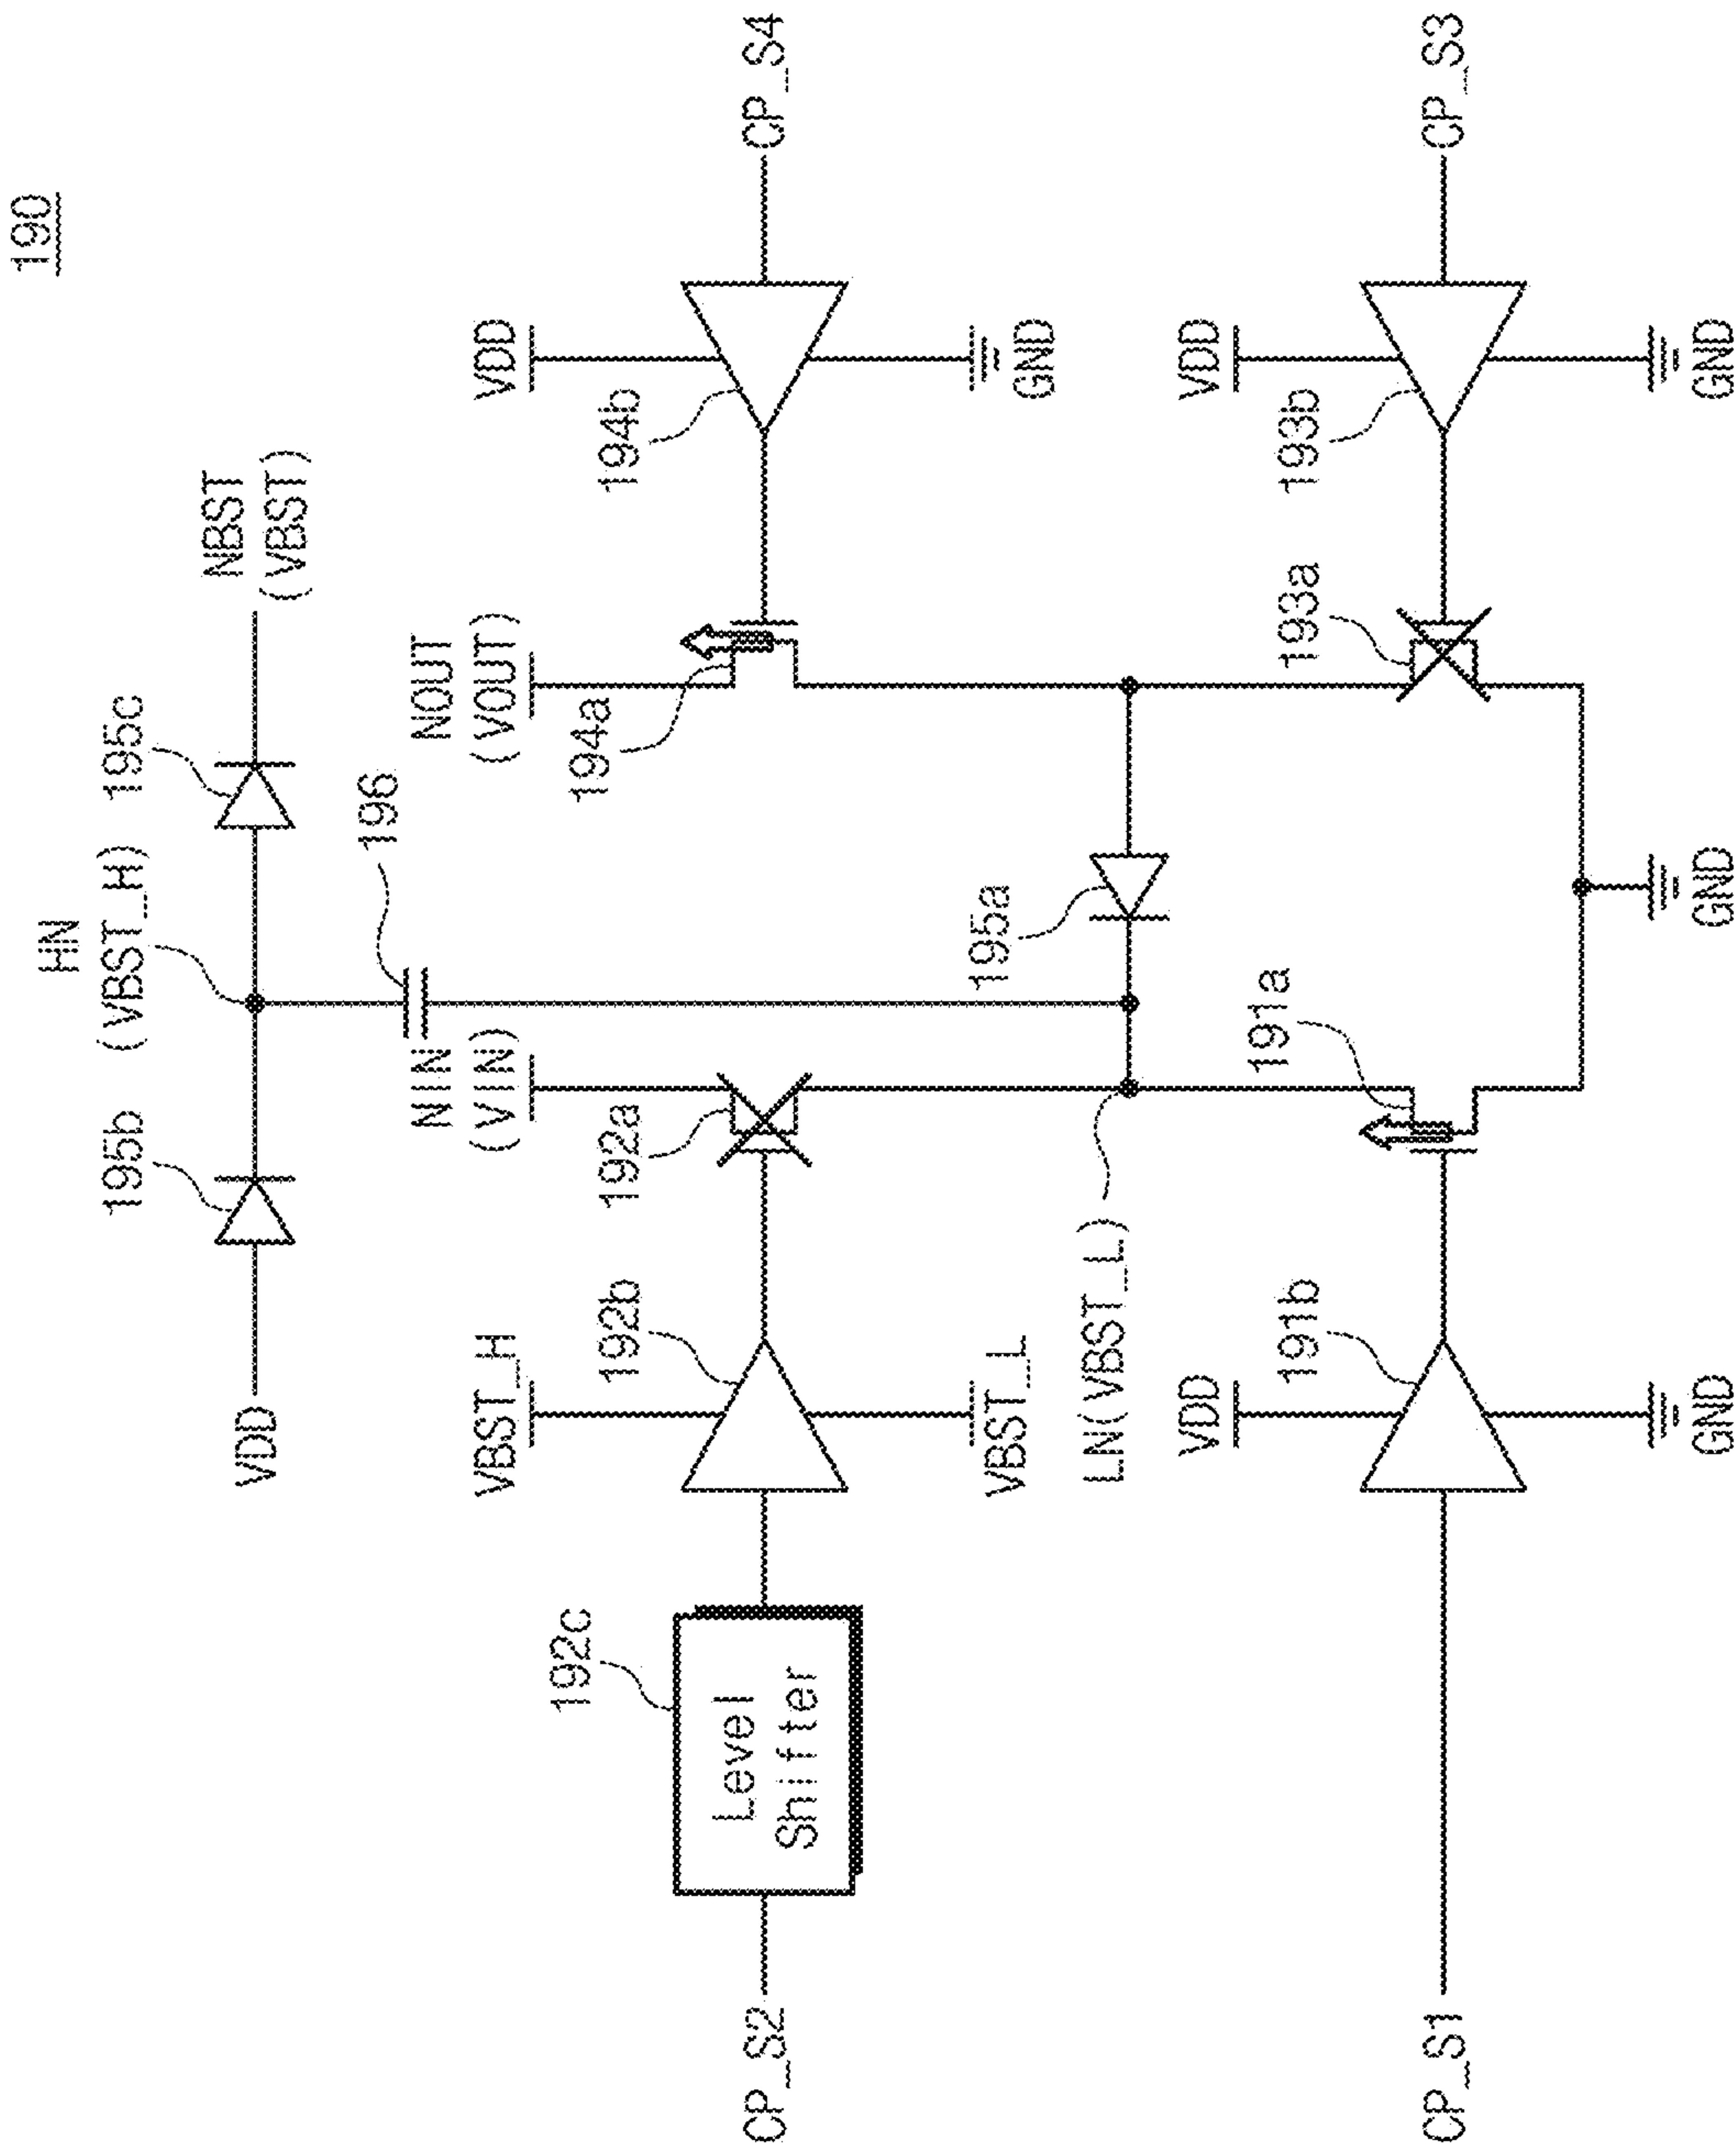 190
HN
(VBST_H)
195b
195c
VDD
NBST
(VBST)
196
NIN
(VIN)
NOUT
(VOUT)
192c
Level
Shifter
CP_S2
VBST_H
192b
VBST_L
192a
194a
194b
VDD
GND
CP_S4
195a
LN(VBST_L)
CP_S1
VDD
191b
GND
191a
GND
193a
193b
VDD
GND
CP_S3